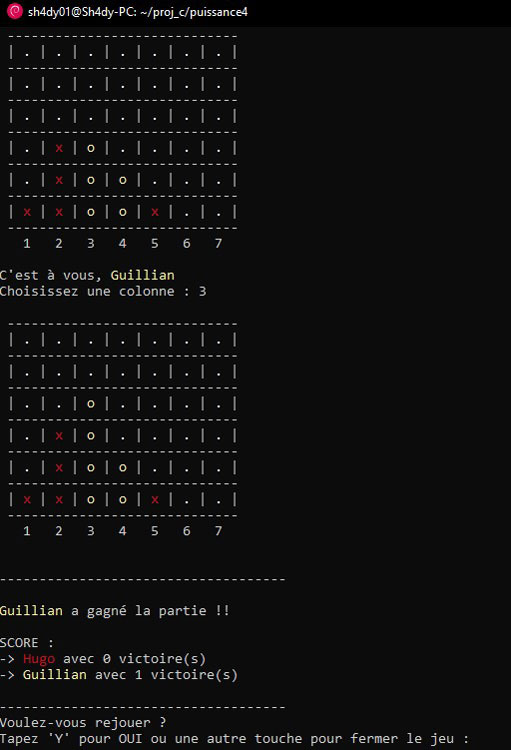 sh4dy01@Sh4dy-PC: ~/proj_c/puissance4
-----------------------------
| . | . | . | . | . | . | . |
-----------------------------
| . | . | . | . | . | . | . |
-----------------------------
| . | . | . | . | . | . | . |
-----------------------------
| . | x | o | . | . | . | . |
-----------------------------
| . | x | o | o | . | . | . |
-----------------------------
| x | x | o | o | x | . | . |
-----------------------------
1 2 3 4 5 6 7
C'est à vous, Guillian
Choisissez une colonne : 3
-----------------------------
| . | . | . | . | . | . | . |
-----------------------------
| . | . | . | . | . | . | . |
-----------------------------
| . | . | o | . | . | . | . |
-----------------------------
| . | x | o | . | . | . | . |
-----------------------------
| . | x | o | o | . | . | . |
-----------------------------
| x | x | o | o | x | . | . |
-----------------------------
1 2 3 4 5 6 7
------------------------------------
Guillian a gagné la partie !!
SCORE :
-> Hugo avec 0 victoire(s)
-> Guillian avec 1 victoire(s)
------------------------------------
Voulez-vous rejouer ?
Tapez 'Y' pour OUI ou une autre touche pour fermer le jeu :